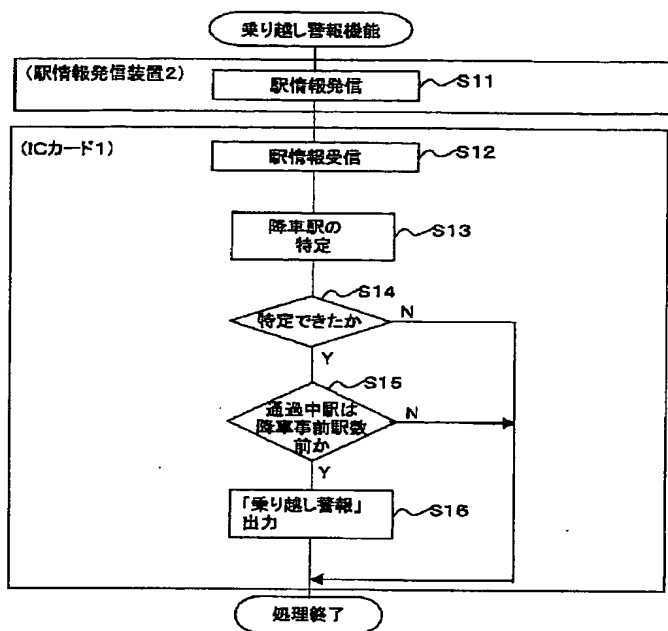 乗り越し警報機能
(駅情報発信装置2)
駅情報発信
S11
(ICカード1)
駅情報受信
S12
降車駅の
特定
S13
S14
特定できたか
N
Y
S15
通過中駅は
降車事前駅数
前か
N
Y
「乗り越し警報」
出力
S16
処理終了